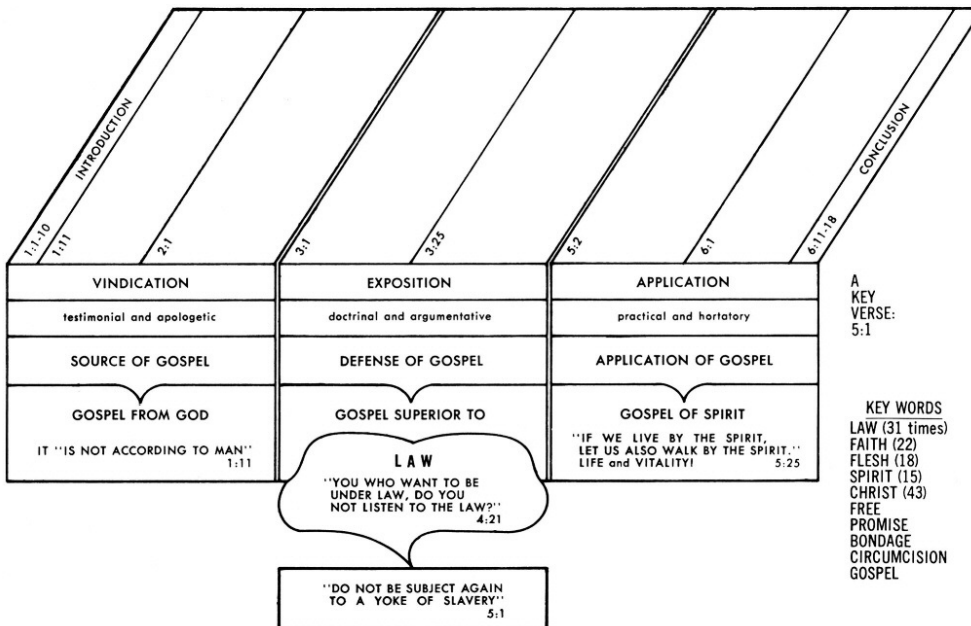 INTRODUCTION
CONCLUSION
1:1-10
1:11
2:1
3:1
3:25
5:2
6:1
6:11-18
VINDICATION
EXPOSITION
APPLICATION
testimonial and apologetic
doctrinal and argumentative
practical and hortatory
SOURCE OF GOSPEL
DEFENSE OF GOSPEL
APPLICATION OF GOSPEL
GOSPEL FROM GOD
IT "IS NOT ACCORDING TO MAN"
1:11
GOSPEL SUPERIOR TO
LAW
"YOU WHO WANT TO BE
UNDER LAW, DO YOU
NOT LISTEN TO THE LAW?"
4:21
"DO NOT BE SUBJECT AGAIN
TO A YOKE OF SLAVERY"
5:1
GOSPEL OF SPIRIT
"IF WE LIVE BY THE SPIRIT,
LET US ALSO WALK BY THE SPIRIT."
LIFE and VITALITY! 5:25
A
KEY
VERSE:
5:1
KEY WORDS
LAW (31 times)
FAITH (22)
FLESH (18)
SPIRIT (15)
CHRIST (43)
FREE
PROMISE
BONDAGE
CIRCUMCISION
GOSPEL